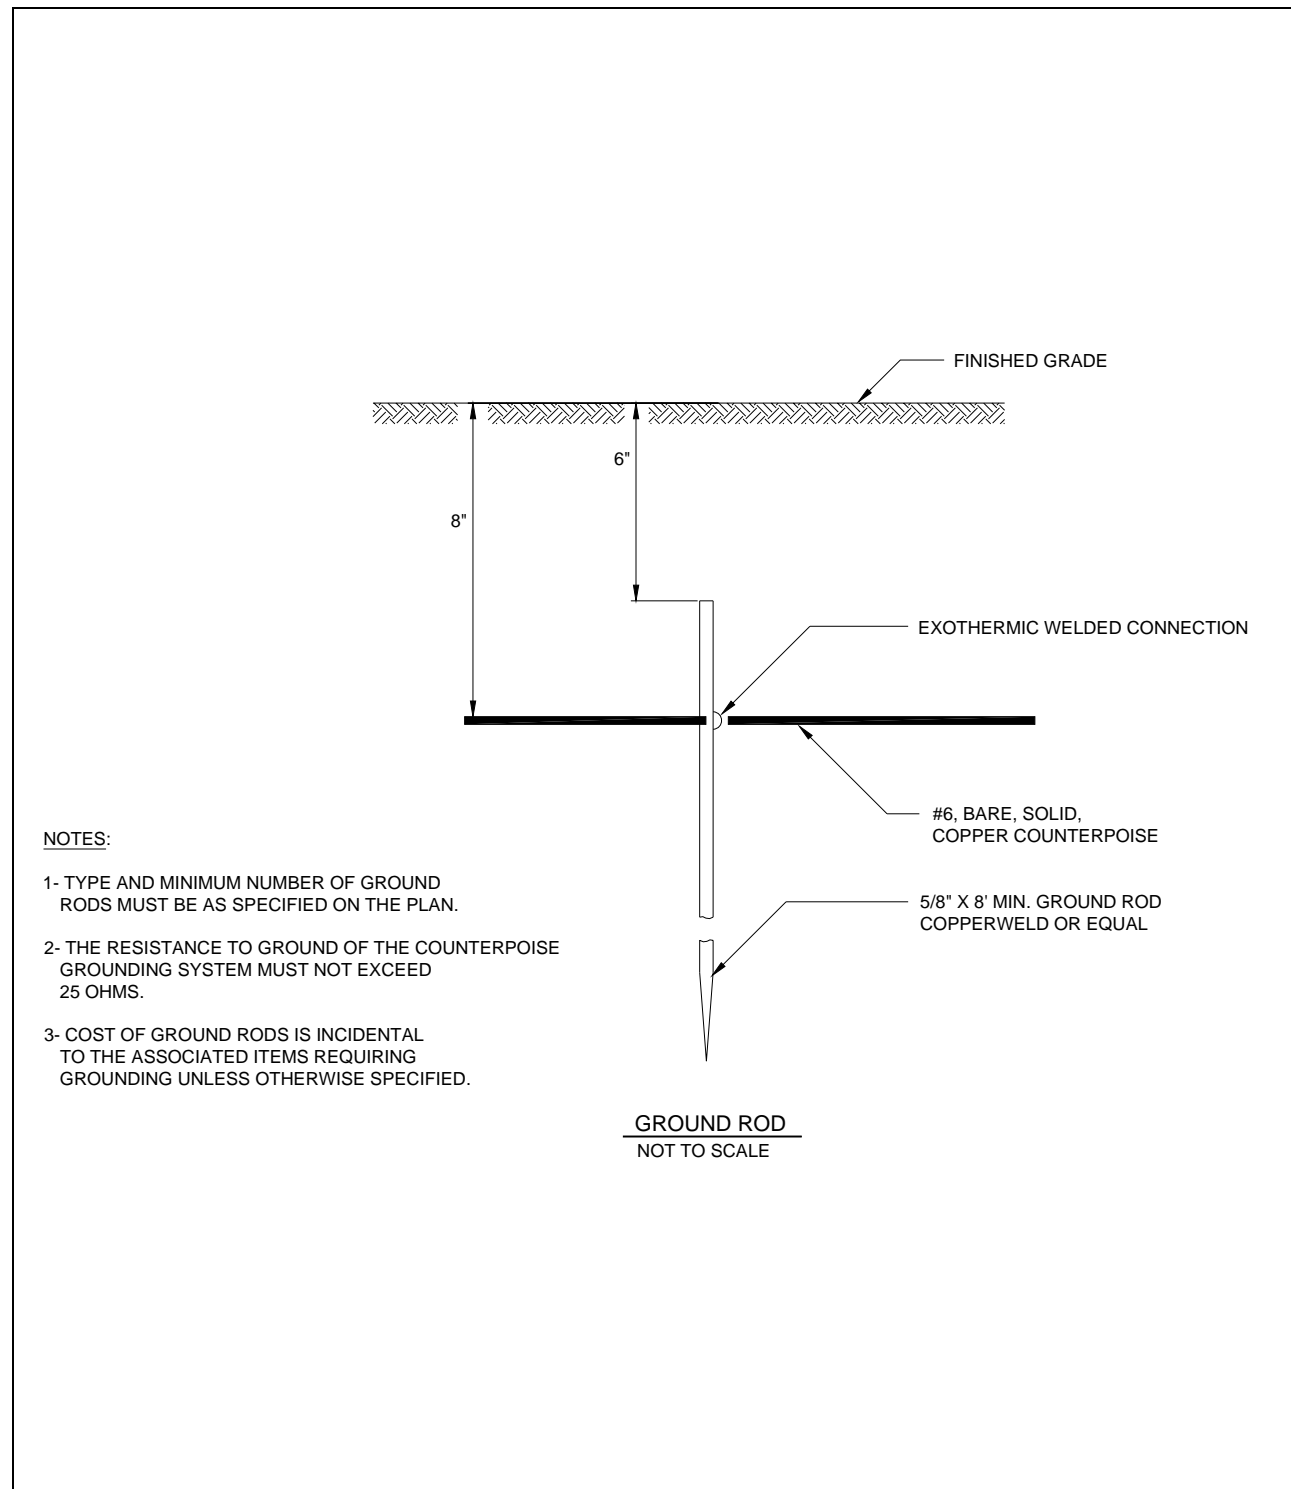 FINISHED GRADE
6"
8"
EXOTHERMIC WELDED CONNECTION
#6, BARE, SOLID,
COPPER COUNTERPOISE
NOTES:
1- TYPE AND MINIMUM NUMBER OF GROUND
RODS MUST BE AS SPECIFIED ON THE PLAN.
2- THE RESISTANCE TO GROUND OF THE COUNTERPOISE
GROUNDING SYSTEM MUST NOT EXCEED
25 OHMS.
3- COST OF GROUND RODS IS INCIDENTAL
TO THE ASSOCIATED ITEMS REQUIRING
GROUNDING UNLESS OTHERWISE SPECIFIED.
5/8" X 8' MIN. GROUND ROD
COPPERWELD OR EQUAL
GROUND ROD
NOT TO SCALE